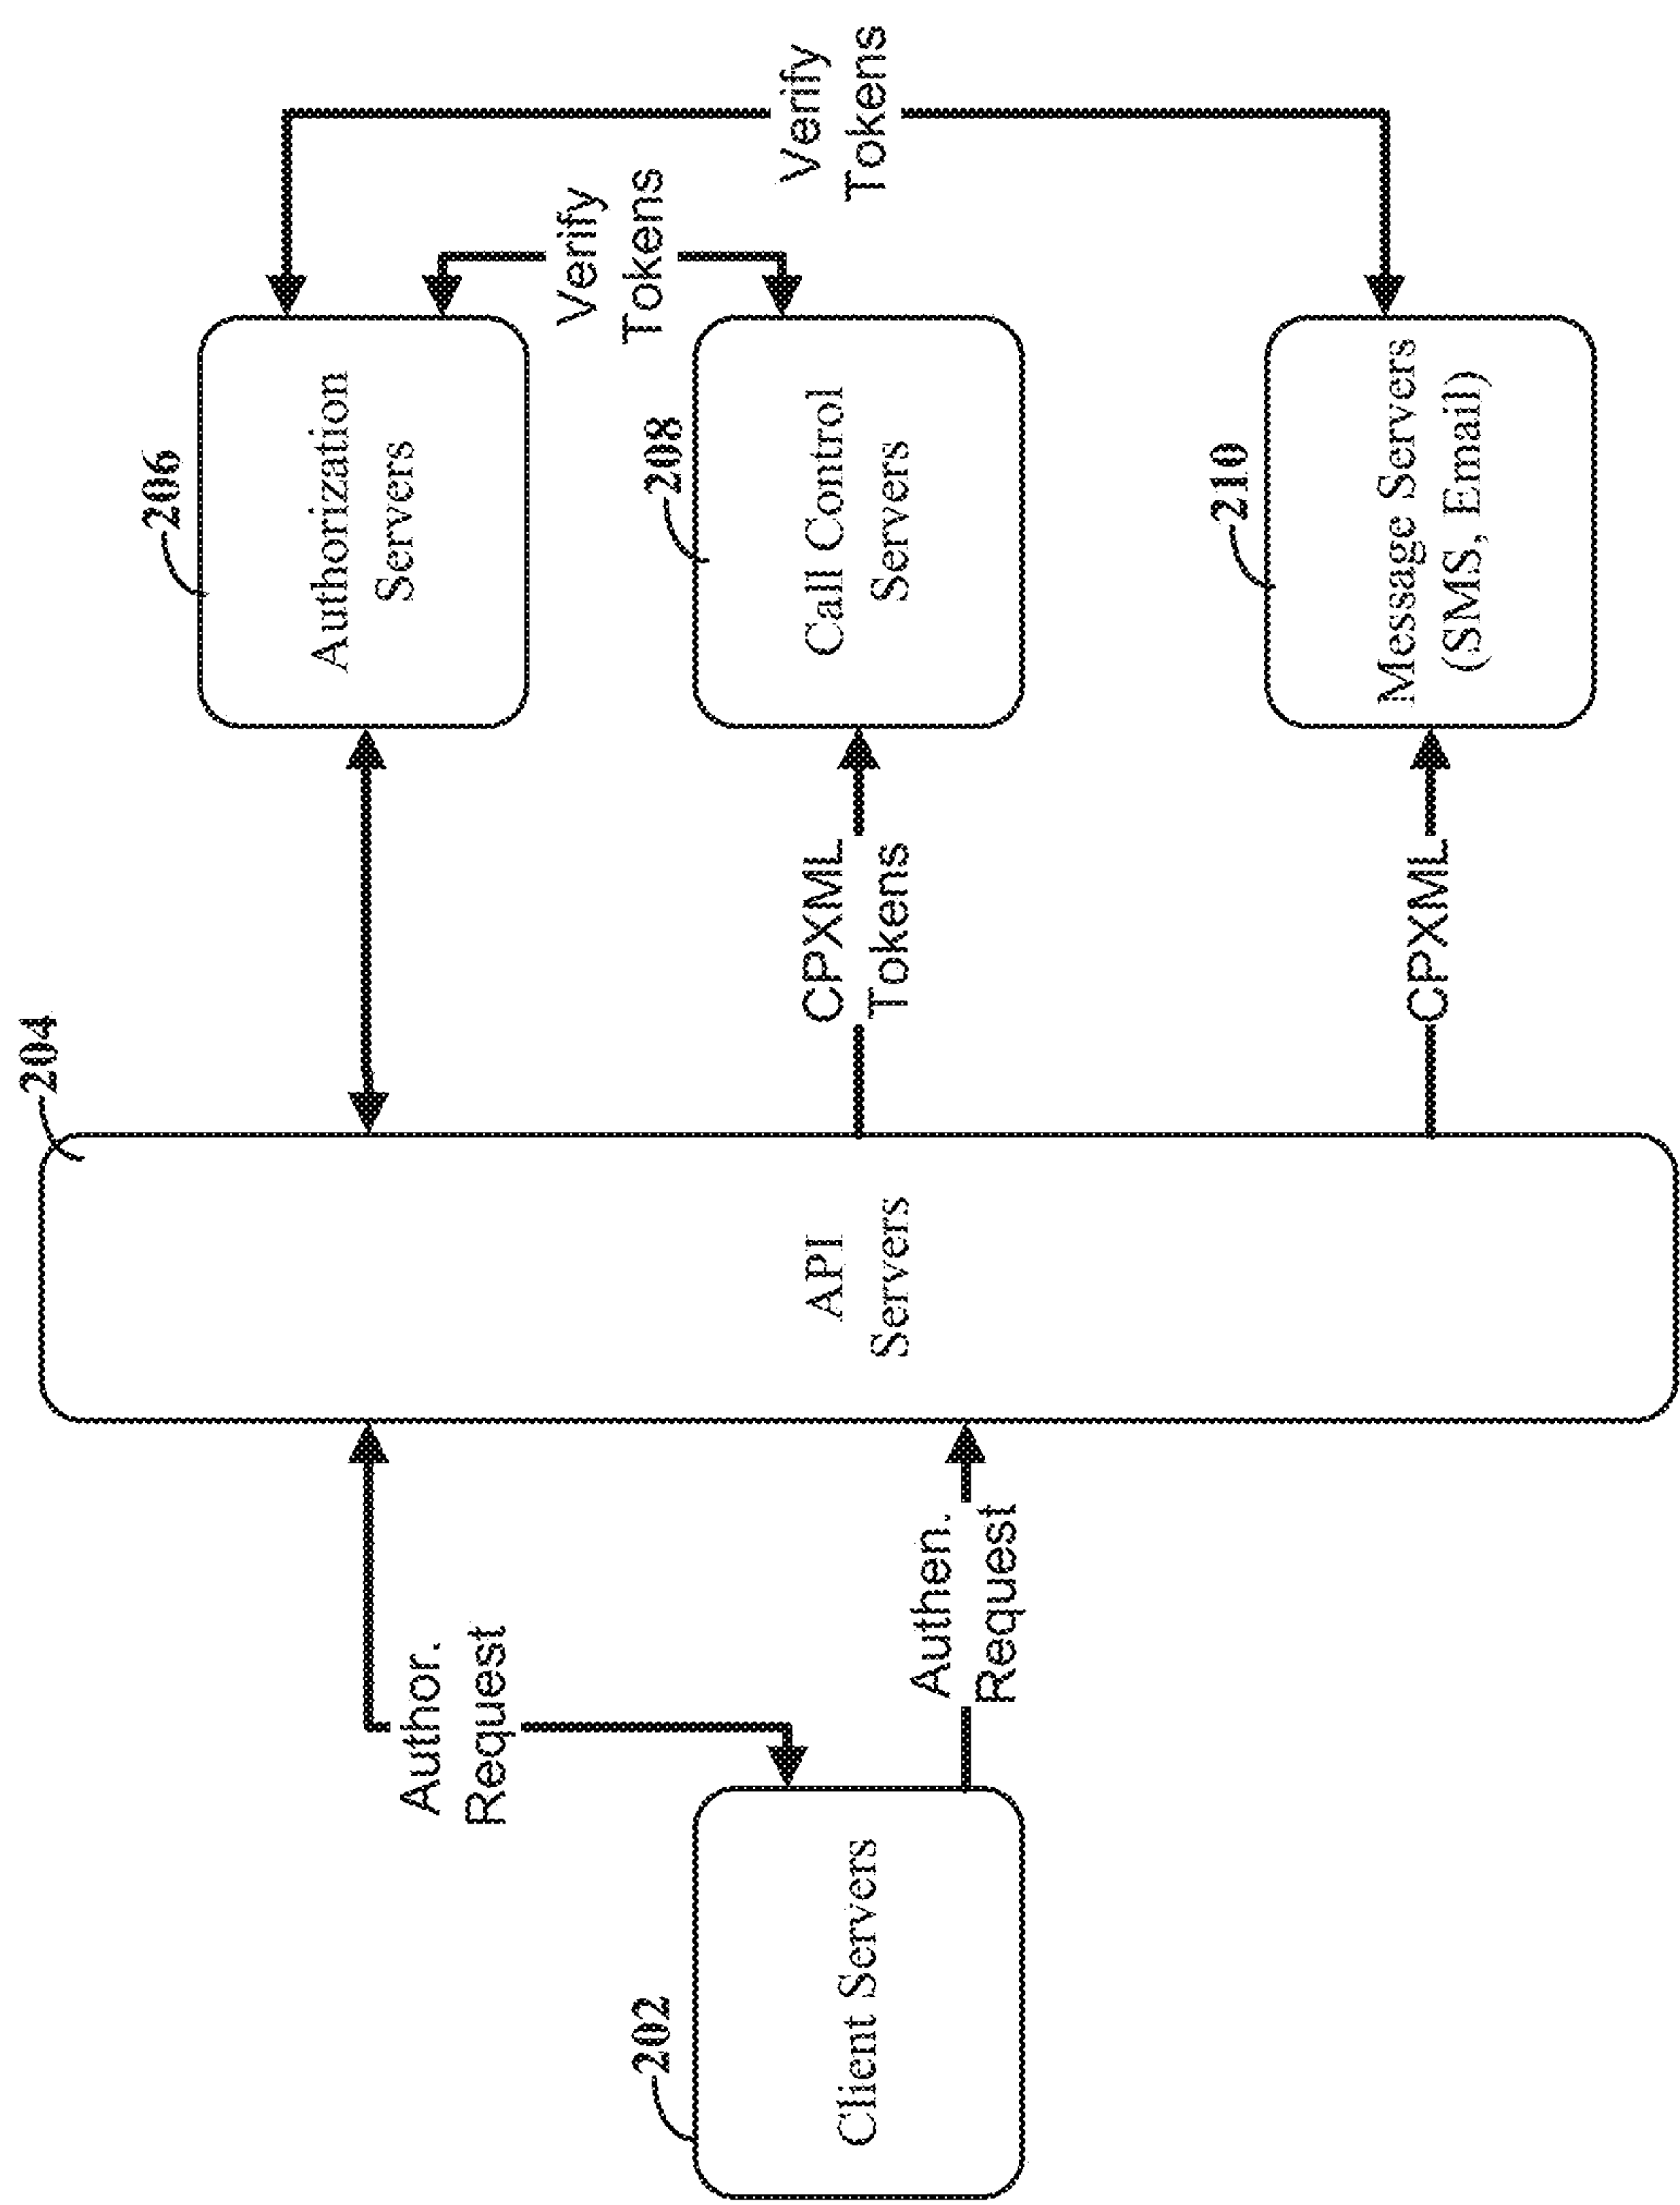 204
206
Authorization
Servers
Verify
Tokens
Verify
Tokens
Author.
Request
208
202
Client Servers
Authen.
Request
API
Servers
CPXML
Tokens
Call Control
Servers
210
CPXML
Message Servers
(SMS, Email)